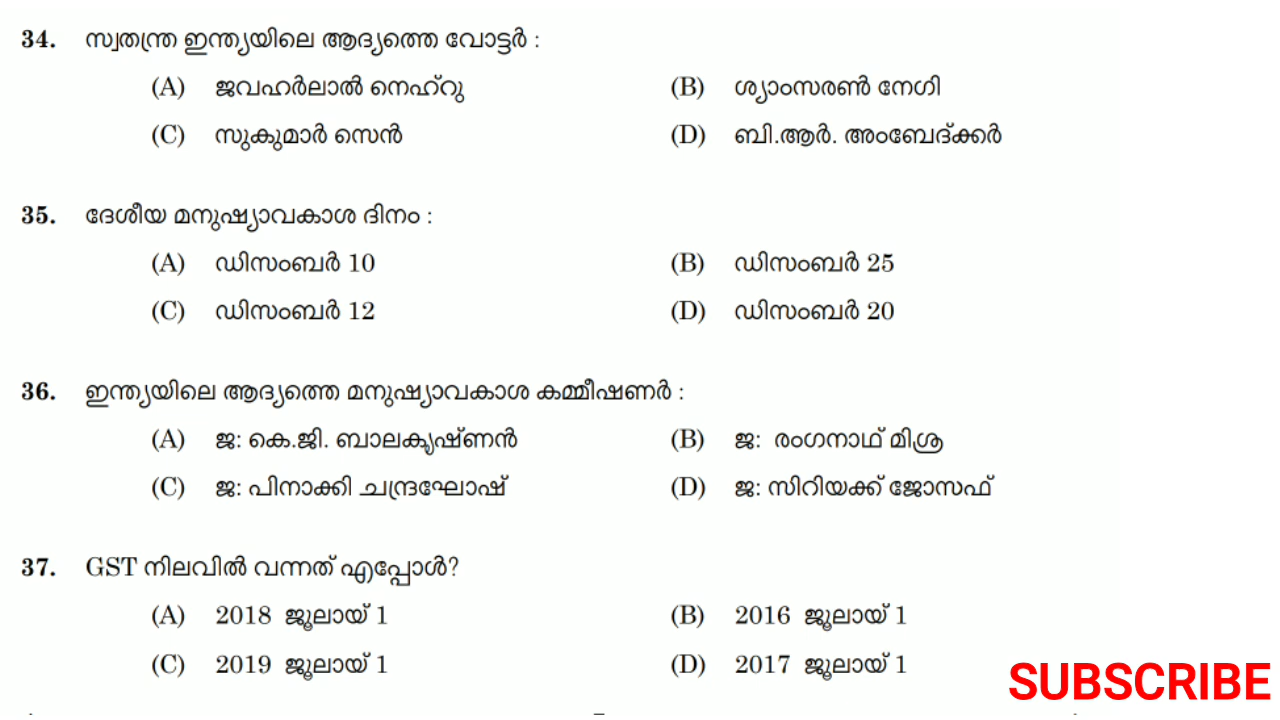 34. സ്വതന്ത്ര ഇന്ത്യയിലെ ആദ്യത്തെ വോട്ടർ :
(A) ജവഹർലാൽ നെഹ്റു (B) ശ്യാംസരൺ നേഗി
(C) സുകുമാർ സെൻ (D) ബി.ആർ. അംബേദ്ക്കർ
35. ദേശീയ മനുഷ്യാവകാശ ദിനം :
(A) ഡിസംബർ 10 (B) ഡിസംബർ 25
(C) ഡിസംബർ 12 (D) ഡിസംബർ 20
36. ഇന്ത്യയിലെ ആദ്യത്തെ മനുഷ്യാവകാശ കമ്മീഷണർ :
(A) ജ: കെ.ജി. ബാലകൃഷ്ണൻ (B) ജ: രംഗനാഥ് മിശ്ര
(C) ജ: പിനാക്കി ചന്ദ്രഘോഷ് (D) ജ: സിറിയക്ക് ജോസഫ്
37. GST നിലവിൽ വന്നത് എപ്പോൾ?
(A) 2018 ജൂലായ് 1 (B) 2016 ജൂലായ് 1
(C) 2019 ജൂലായ് 1 (D) 2017 ജൂലായ് 1
SUBSCRIBE